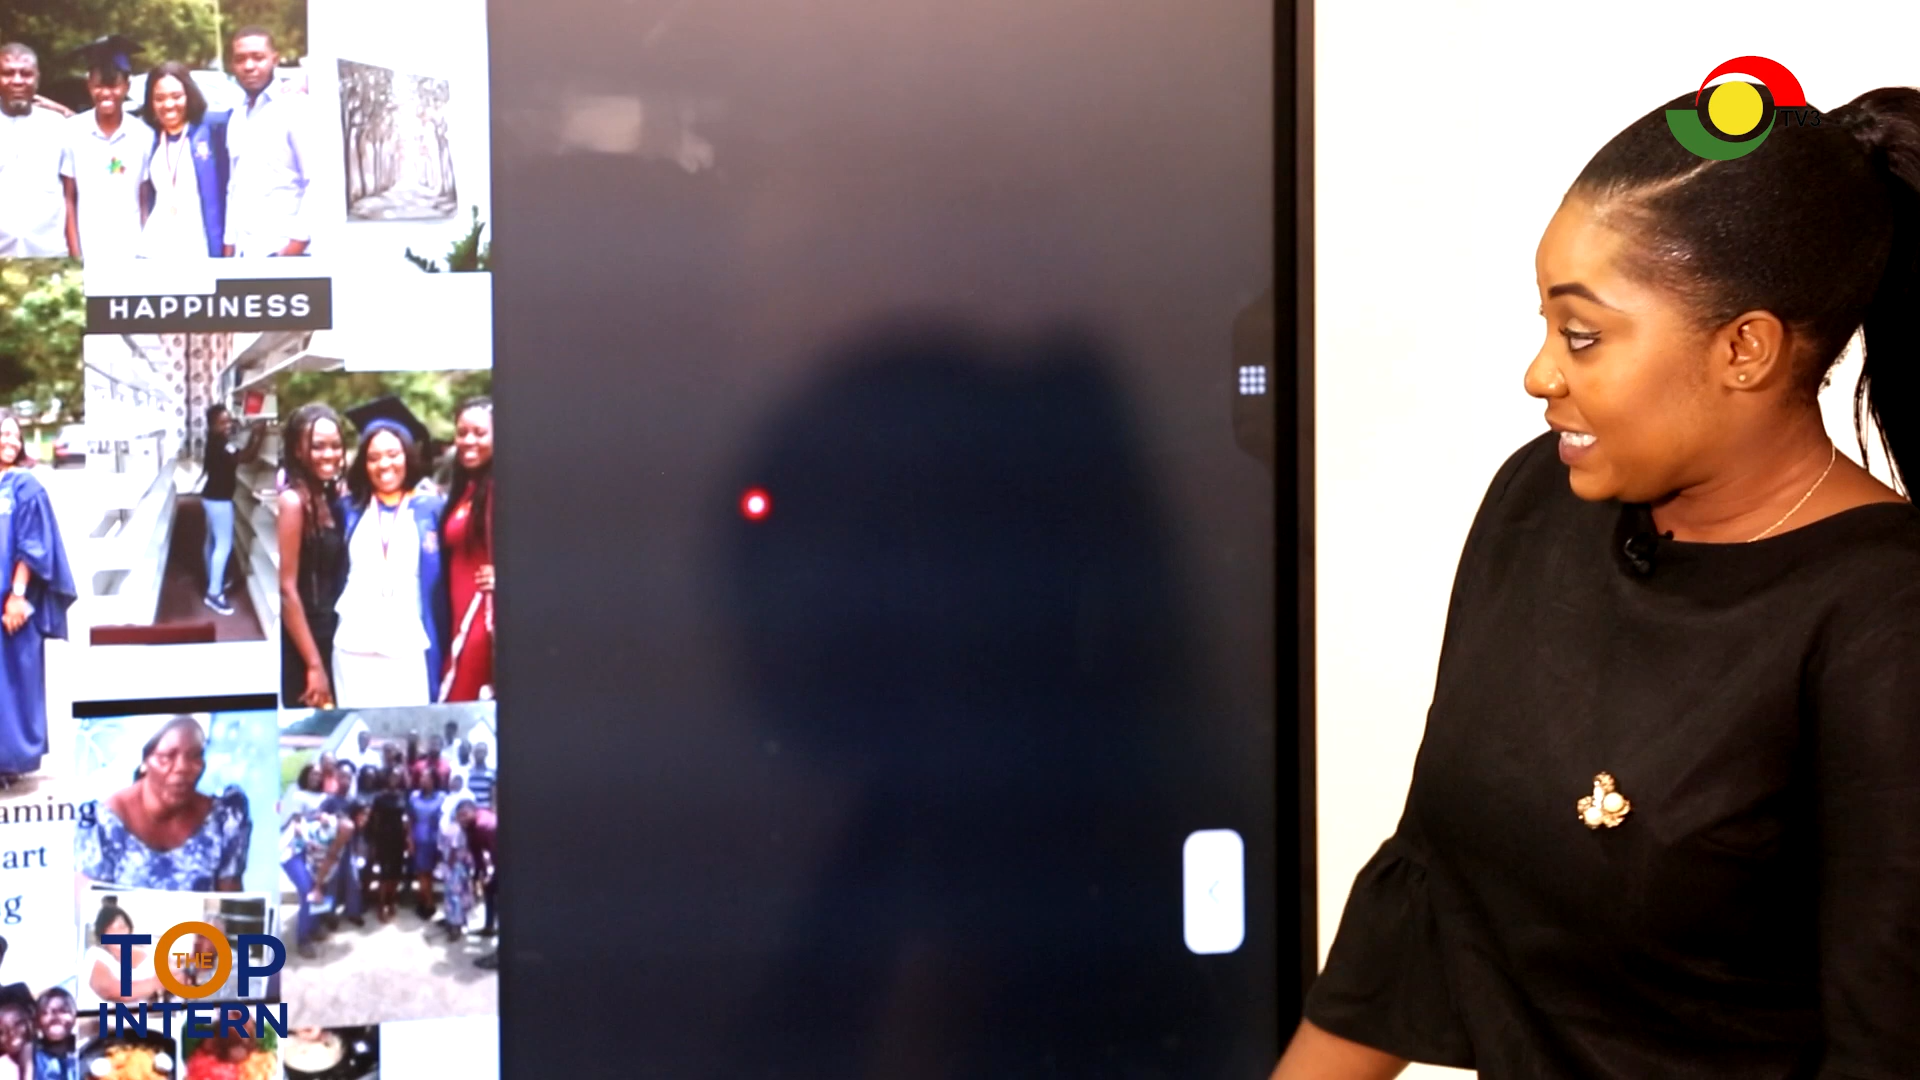 TV3
HAPPINESS
aming
art
g
THE
TOP
INTERN